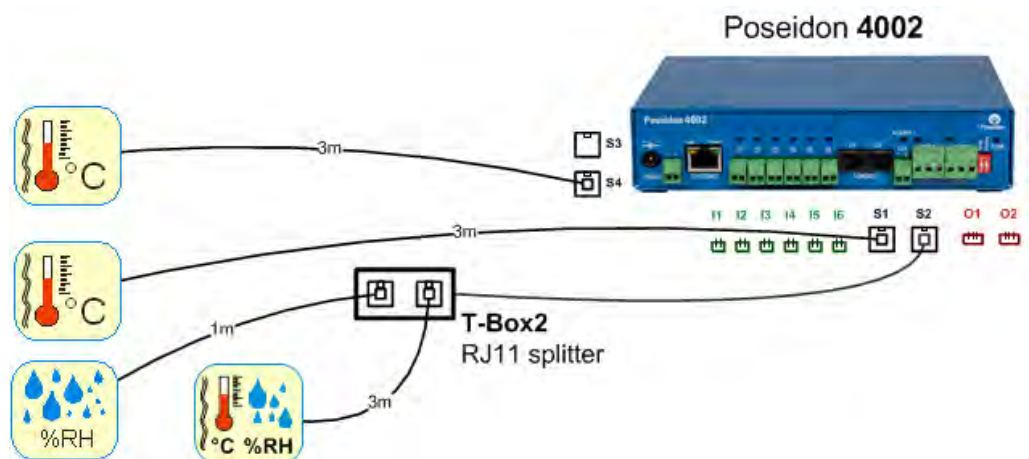 Poseidon 4002
Poseidon 4002
S3
S4
3m
°C
I1 I2 I3 I4 I5 I6 S1 S2 O1 O2
3m
°C
T-Box2
RJ11 splitter
1m
%RH
3m
°C %RH